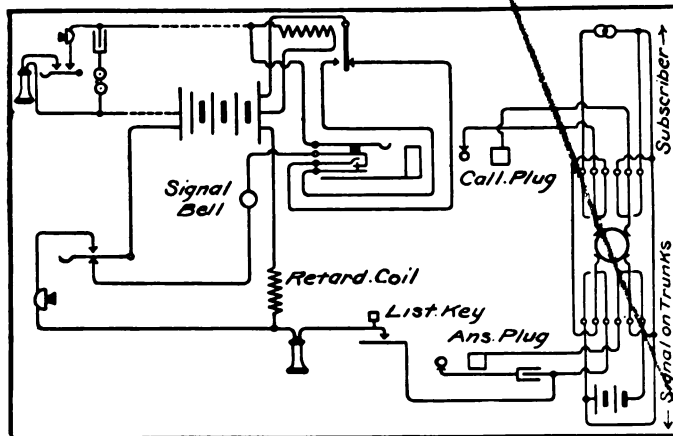 Subscriber →
Call. Plug
Signal
Bell
Retard. Coil
List. Key
Ans. Plug
← Signal on Trunks